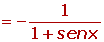 = - 1 / (1 + senx)